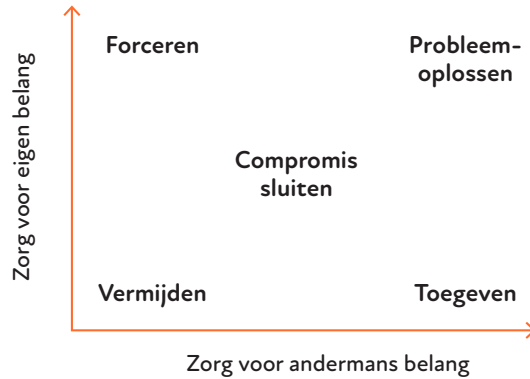 Forceren
Probleem-
oplossen
Zorg voor eigen belang
Compromis
sluiten
Vermijden
Toegeven
Zorg voor andermans belang